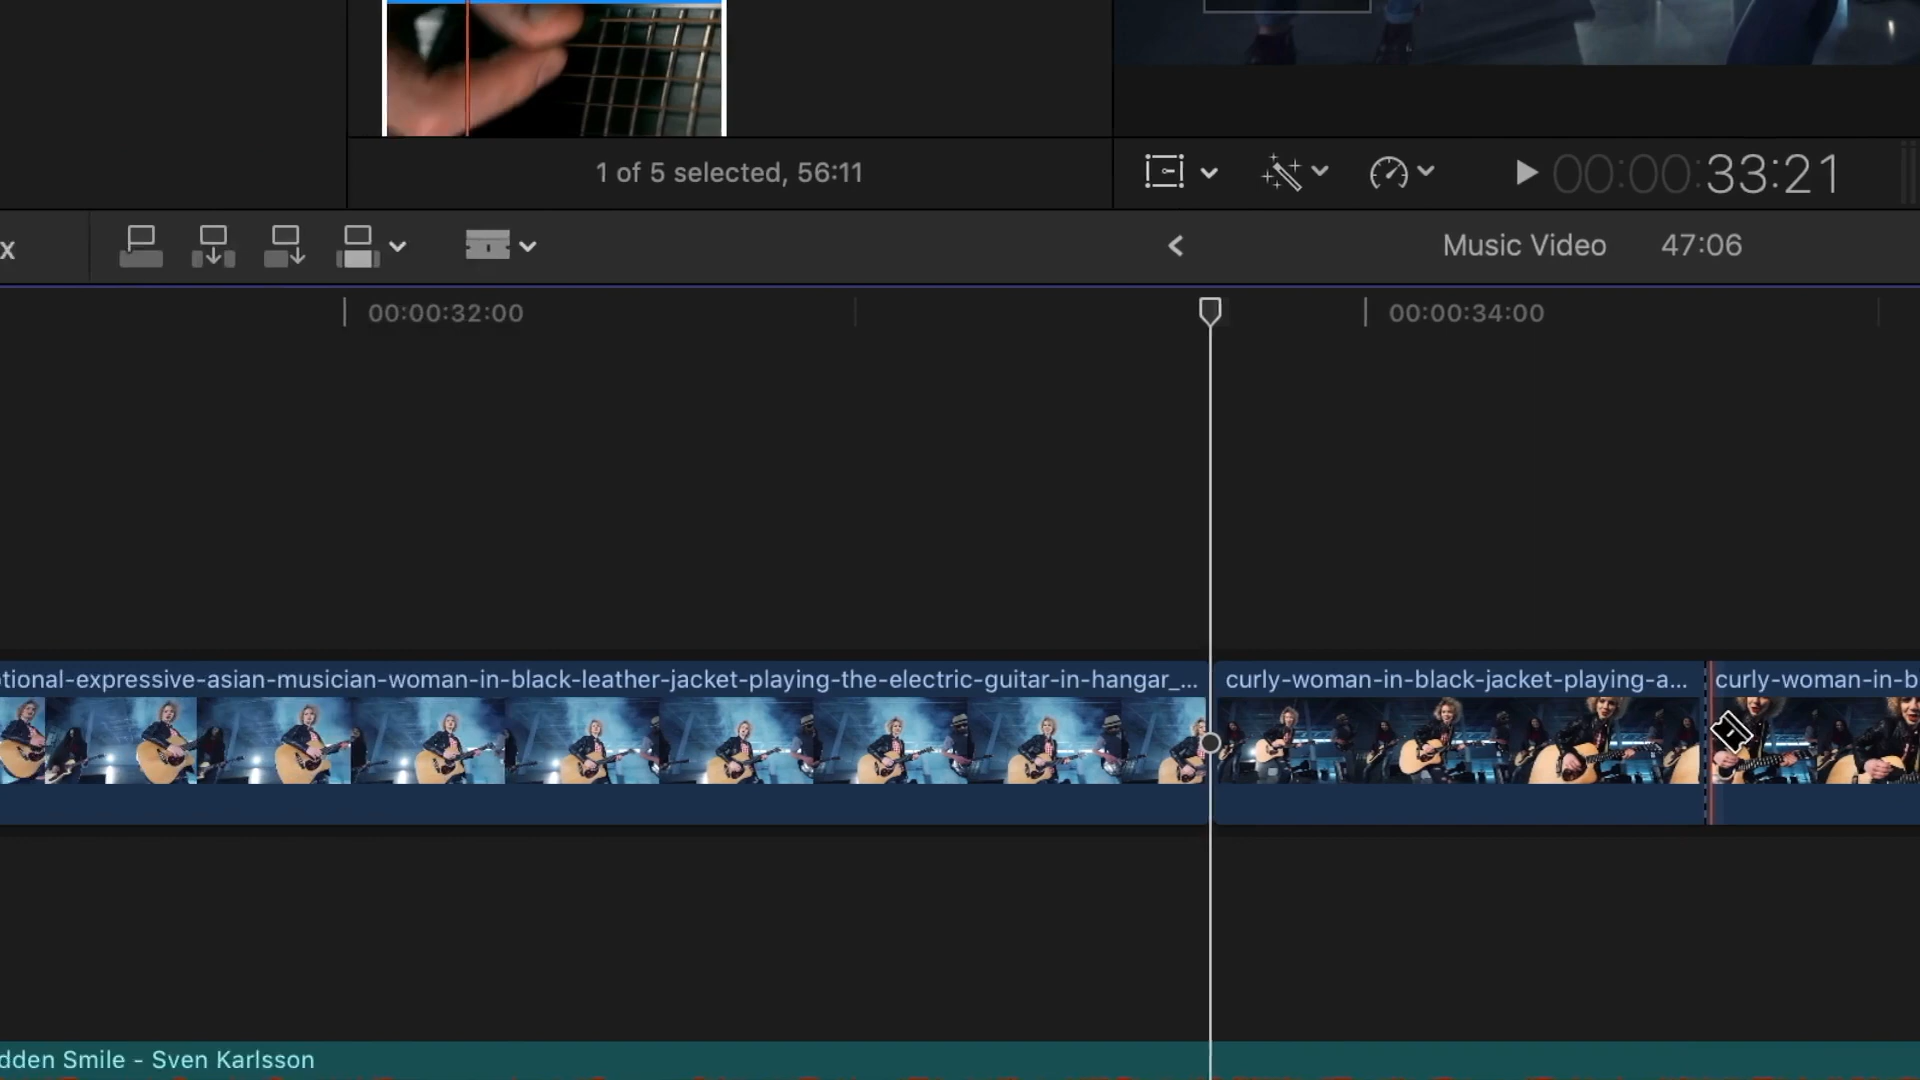 1 of 5 selected, 56:11
00:00:33:21
x
Music Video 47:06
00:00:32:00
00:00:34:00
tional-expressive-asian-musician-woman-in-black-leather-jacket-playing-the-electric-guitar-in-hangar_...
curly-woman-in-black-jacket-playing-a...
curly-woman-in-b
dden Smile - Sven Karlsson